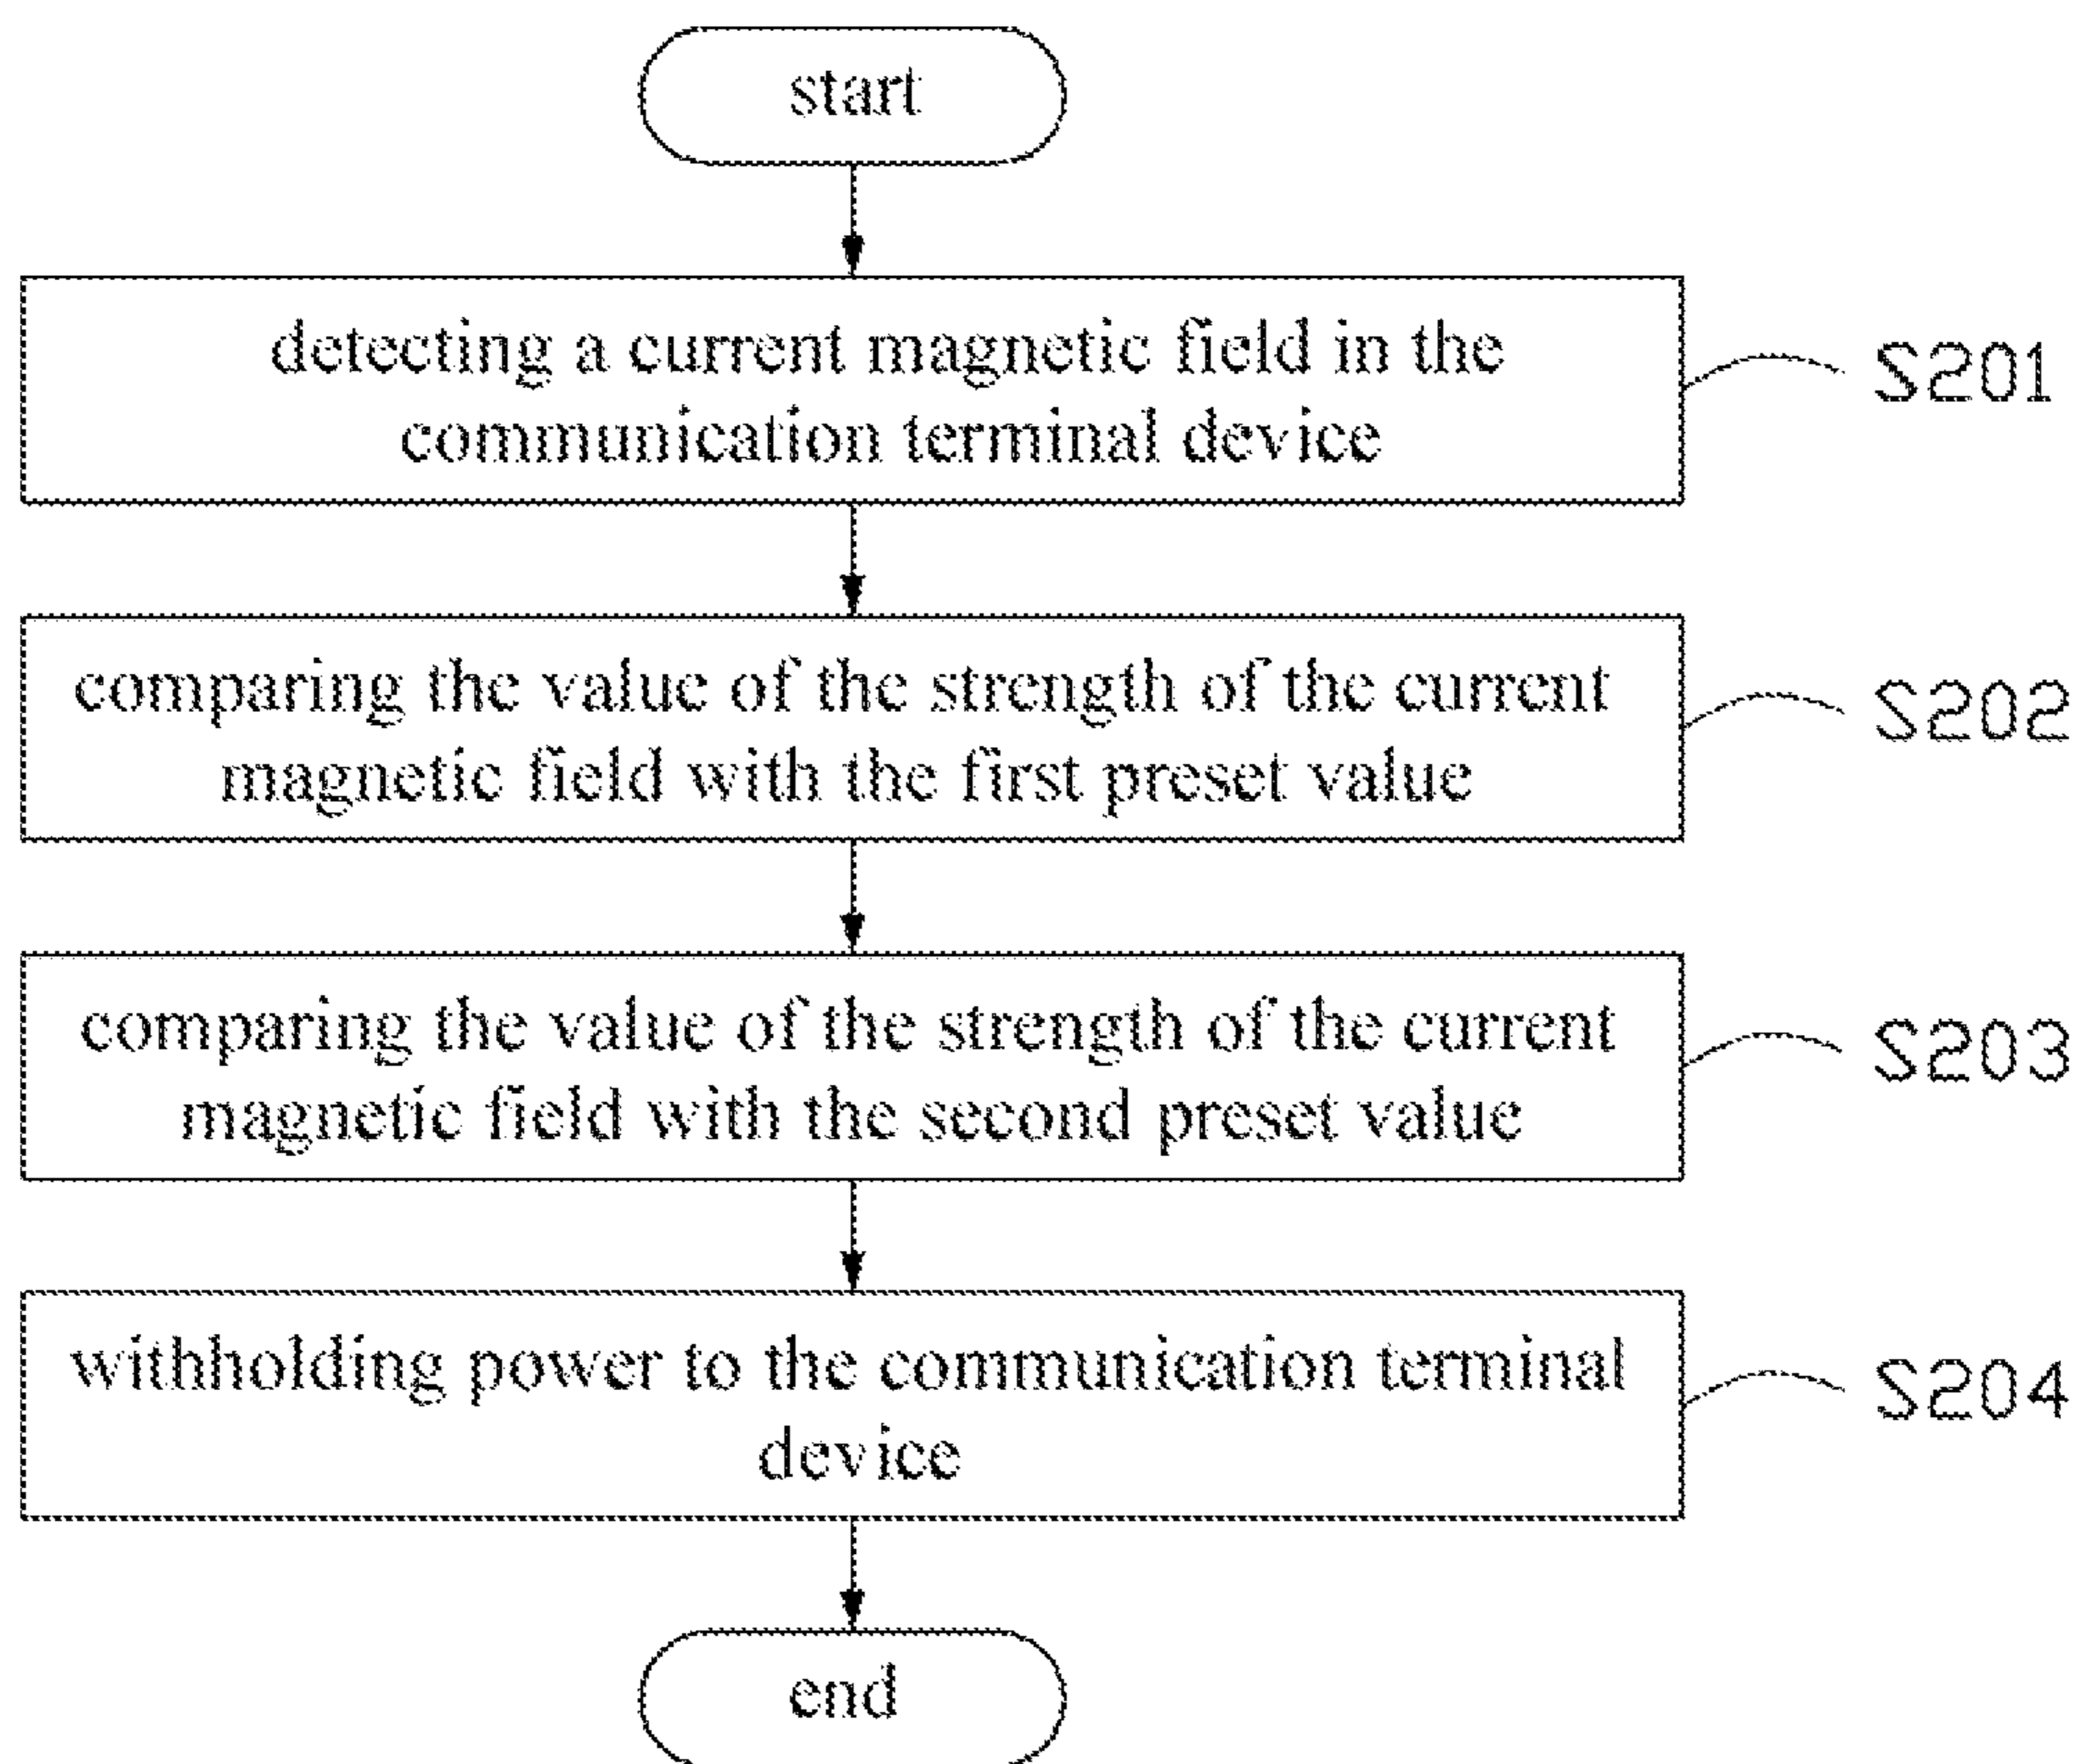 start
detecting a current magnetic field in the
communication terminal device
S201
comparing the value of the strength of the current
magnetic field with the first preset value
S202
comparing the value of the strength of the current
magnetic field with the second preset value
S203
withholding power to the communication terminal
device
S204
end